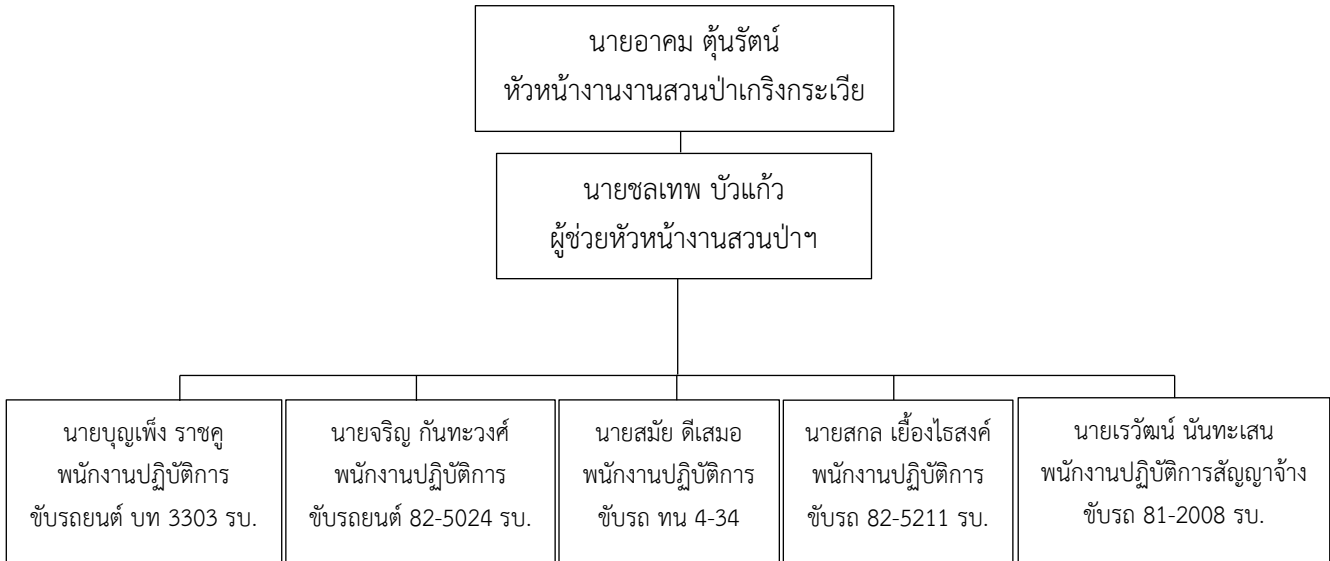 นายอาคม ตุ้นรัตน์
หัวหน้างานงานสวนป่าเกริงกระเวีย
นายชลเทพ บัวแก้ว
ผู้ช่วยหัวหน้างานสวนป่าฯ
นายบุญเพ็ง ราชคู
พนักงานปฏิบัติการ
ขับรถยนต์ บท 3303 รบ.
นายจริญ กันทะวงศ์
พนักงานปฏิบัติการ
ขับรถยนต์ 82-5024 รบ.
นายสมัย ดีเสมอ
พนักงานปฏิบัติการ
ขับรถ ทน 4-34
นายสกล เยื้องไธสงค์
พนักงานปฏิบัติการ
ขับรถ 82-5211 รบ.
นายเรวัฒน์ นันทะเสน
พนักงานปฏิบัติการสัญญาจ้าง
ขับรถ 81-2008 รบ.